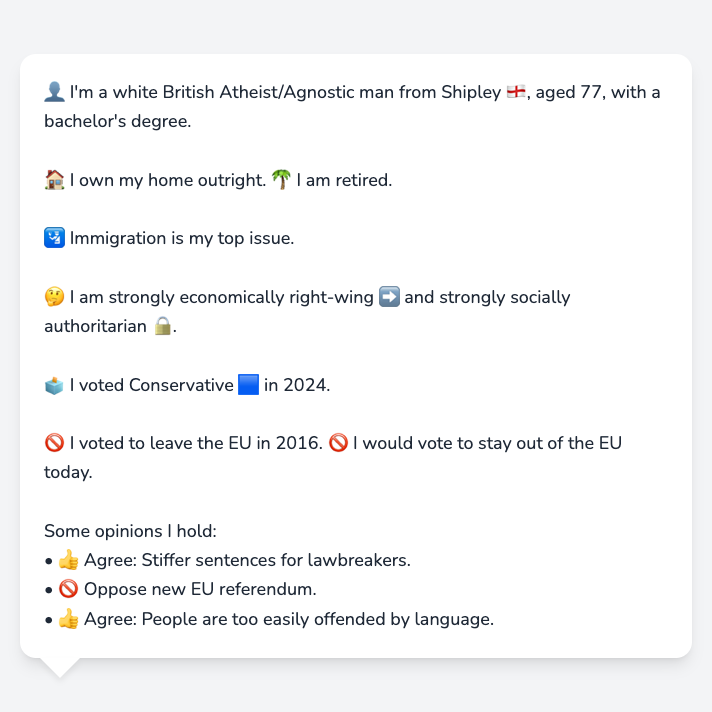 👤 I'm a white British Atheist/Agnostic man from Shipley 🏴󠁧󠁢󠁥󠁮󠁧󠁿, aged 77, with a
bachelor's degree.
🏠 I own my home outright. 🌴 I am retired.
🛂 Immigration is my top issue.
🤔 I am strongly economically right-wing ➡️ and strongly socially
authoritarian 🔒.
🗳️ I voted Conservative 🟦 in 2024.
🚫 I voted to leave the EU in 2016. 🚫 I would vote to stay out of the EU
today.
Some opinions I hold:
• 👍 Agree: Stiffer sentences for lawbreakers.
• 🚫 Oppose new EU referendum.
• 👍 Agree: People are too easily offended by language.